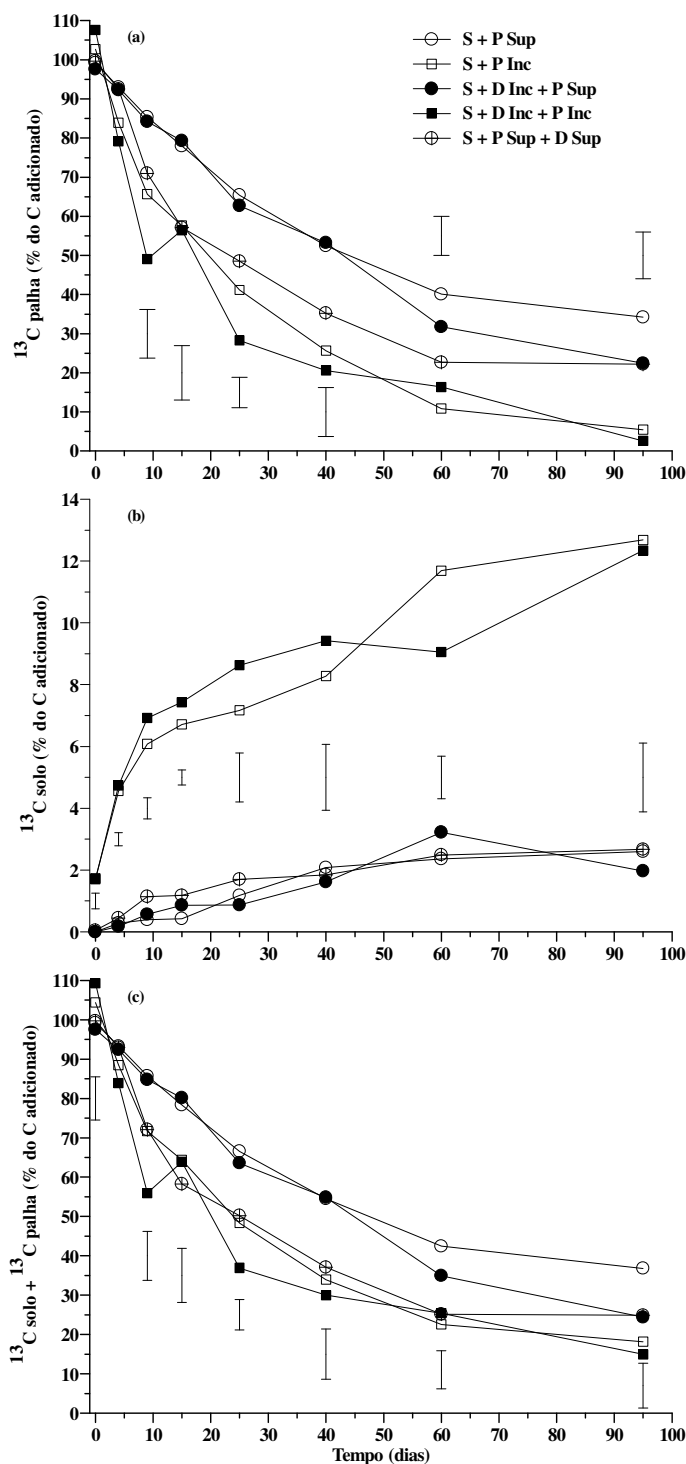 (a)
S + P Sup
S + P Inc
S + D Inc + P Sup
S + D Inc + P Inc
S + P Sup + D Sup
110
100
90
80
70
60
50
40
30
20
10
0
¹³C palha (% do C adicionado)
0 10 20 30 40 50 60 70 80 90 100
(b)
14
12
10
8
6
4
2
0
¹³C solo (% do C adicionado)
0 10 20 30 40 50 60 70 80 90 100
(c)
110
100
90
80
70
60
50
40
30
20
10
0
¹³C solo + ¹³C palha (% do C adicionado)
0 10 20 30 40 50 60 70 80 90 100
Tempo (dias)